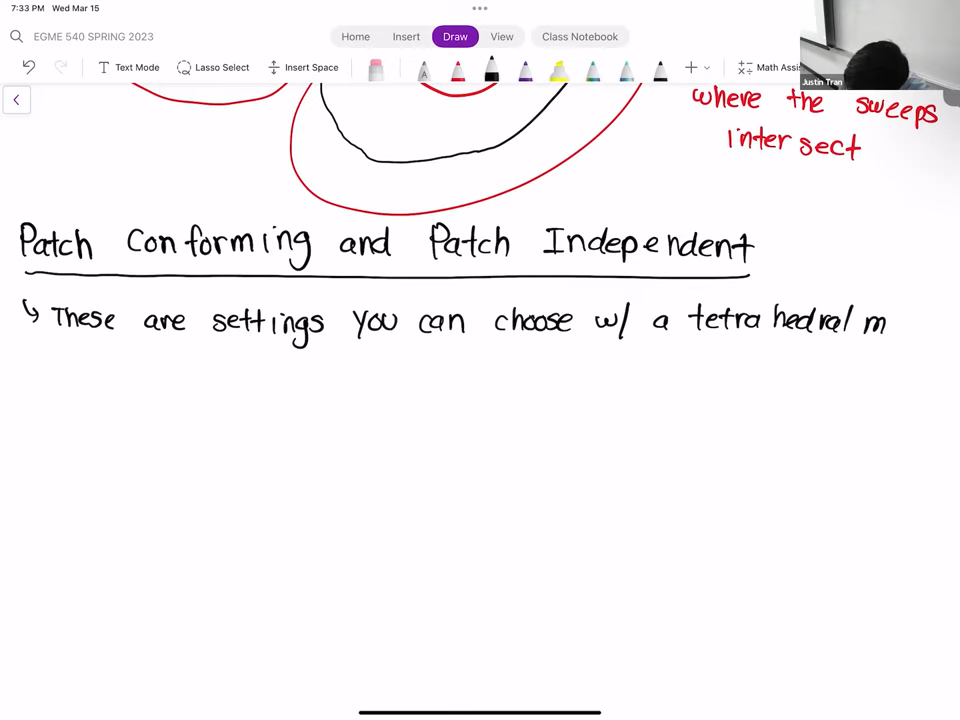 7:33 PM Wed Mar 15
EGME 540 SPRING 2023
Home Insert Draw View Class Notebook
Text Mode Lasso Select Insert Space Math Assis
Justin Tran
where the sweeps
intersect
Patch Conforming and Patch Independent
↳ These are settings you can choose w/ a tetrahedral m